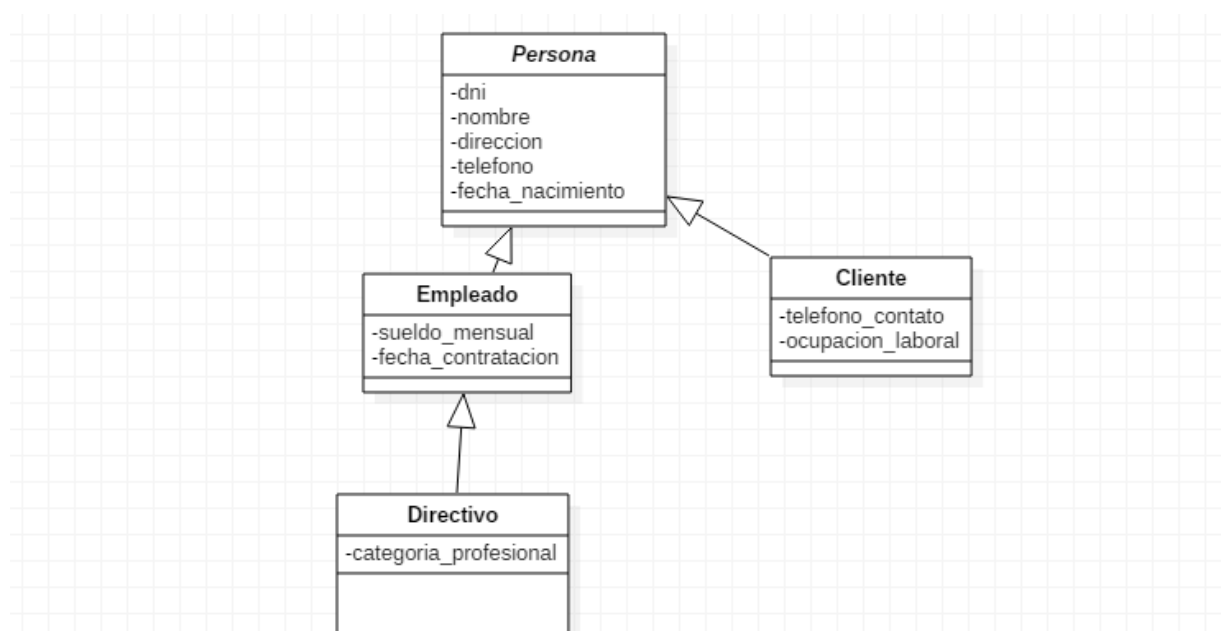 Persona
-dni
-nombre
-direccion
-telefono
-fecha_nacimiento
Empleado
-sueldo_mensual
-fecha_contratacion
Cliente
-telefono_contato
-ocupacion_laboral
Directivo
-categoria_profesional